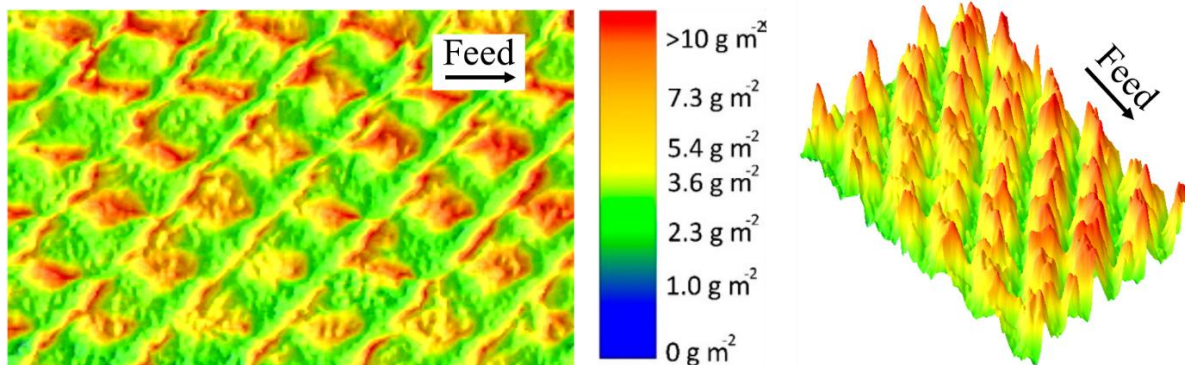 Feed
>10 g m⁻²
7.3 g m⁻²
5.4 g m⁻²
3.6 g m⁻²
2.3 g m⁻²
1.0 g m⁻²
0 g m⁻²
Feed